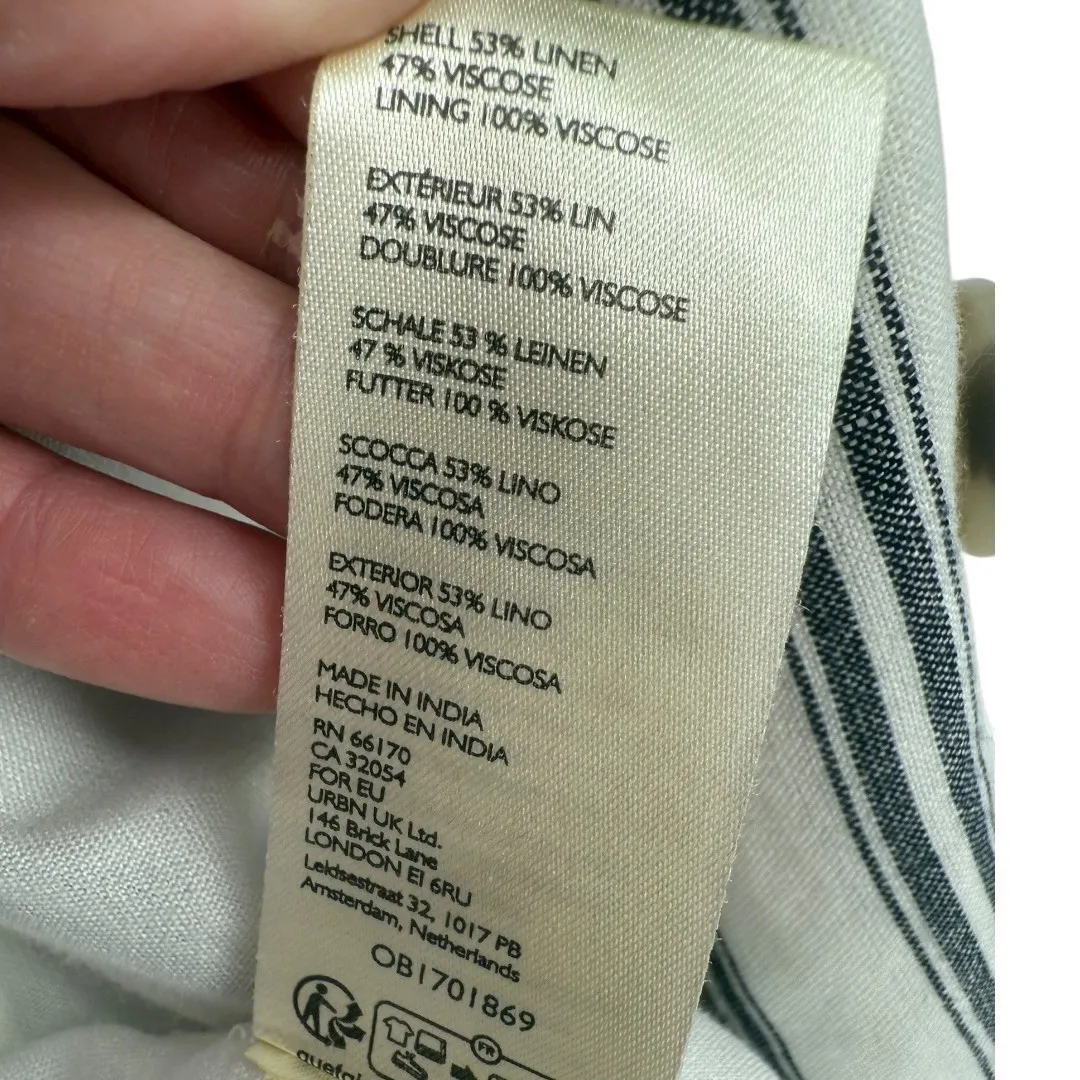 SHELL 53% LINEN
47% VISCOSE
LINING 100% VISCOSE
EXTÉRIEUR 53% LIN
47% VISCOSE
DOUBLURE 100% VISCOSE
SCHALE 53 % LEINEN
47 % VISKOSE
FUTTER 100 % VISKOSE
SCOCCA 53% LINO
47% VISCOSA
FODERA 100% VISCOSA
EXTERIOR 53% LINO
47% VISCOSA
FORRO 100% VISCOSA
MADE IN INDIA
HECHO EN INDIA
RN 66170
CA 32054
FOR EU
URBN UK Ltd.
146 Brick Lane
LONDON E1 6RU
Leidsestraat 32, 1017 PB
Amsterdam, Netherlands
OB1701869
FR